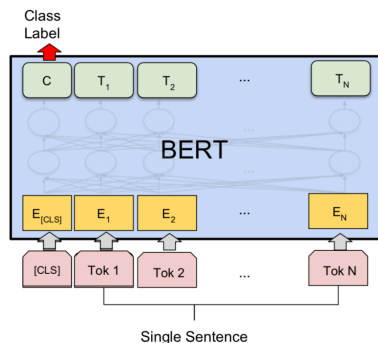 Class
Label
C T1 T2 ... TN
...
BERT
...
E[CLS] E1 E2 ... EN
[CLS] Tok 1 Tok 2 ... Tok N
Single Sentence